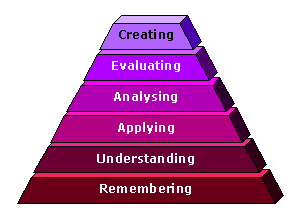 Creating
Evaluating
Analysing
Applying
Understanding
Remembering